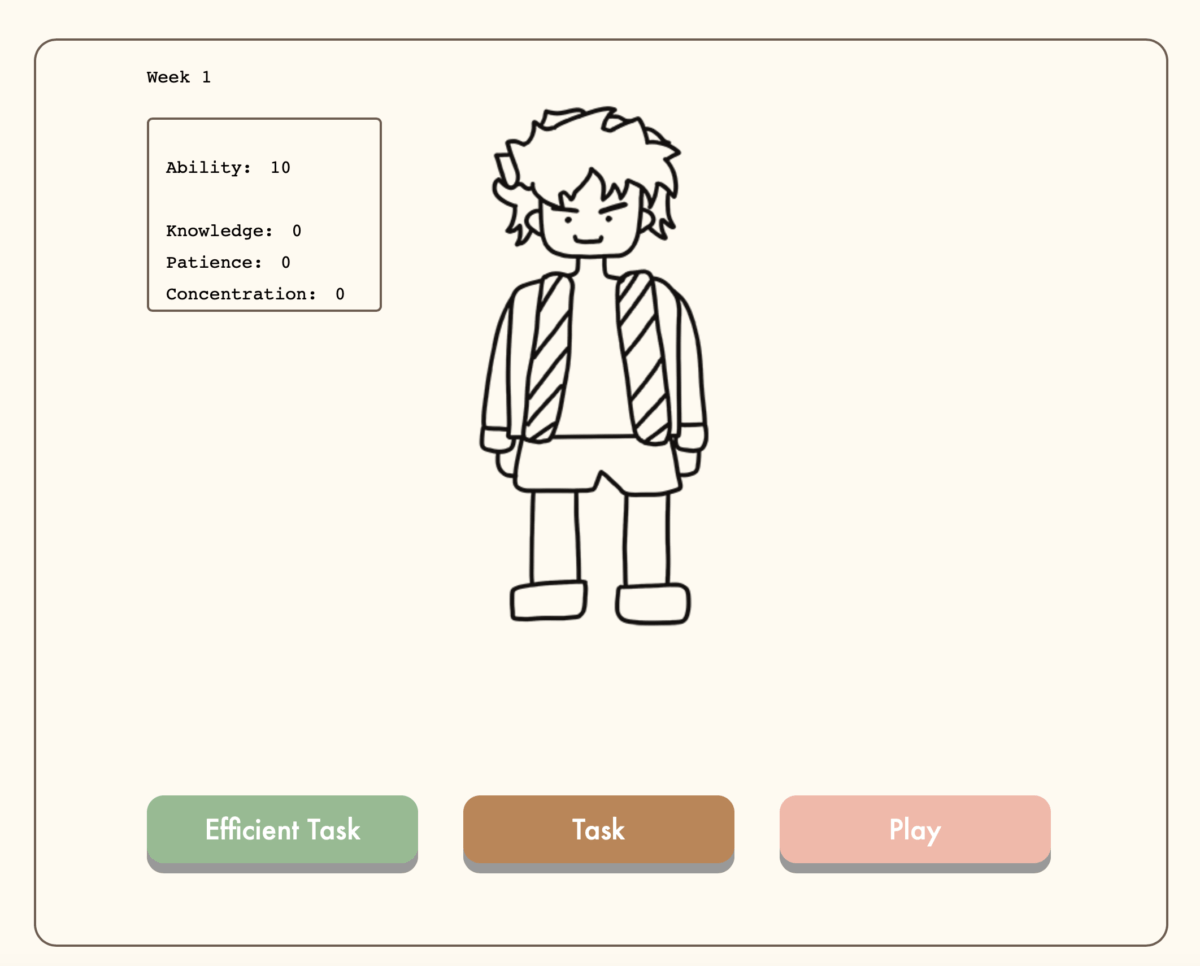 Week 1
Ability: 10
Knowledge: 0
Patience: 0
Concentration: 0
Efficient Task
Task
Play